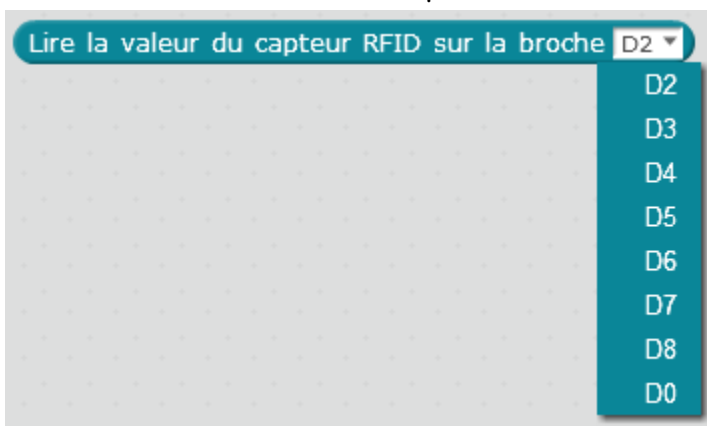 Lire la valeur du capteur RFID sur la broche D2
D2
D3
D4
D5
D6
D7
D8
D0